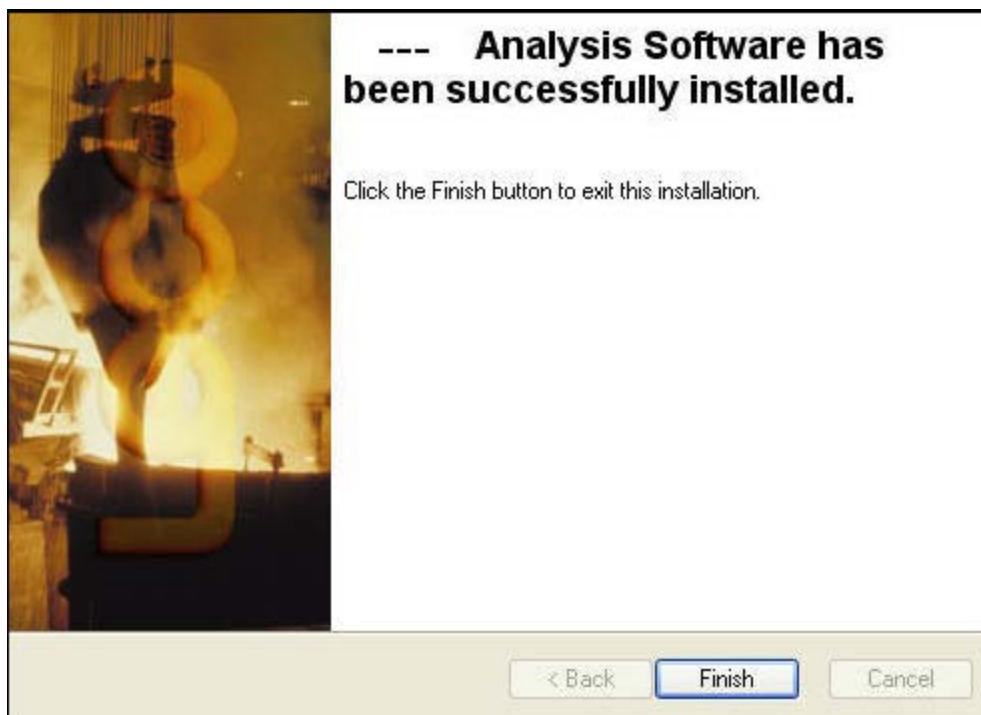 --- Analysis Software has
been successfully installed.
Click the Finish button to exit this installation.
< Back
Finish
Cancel